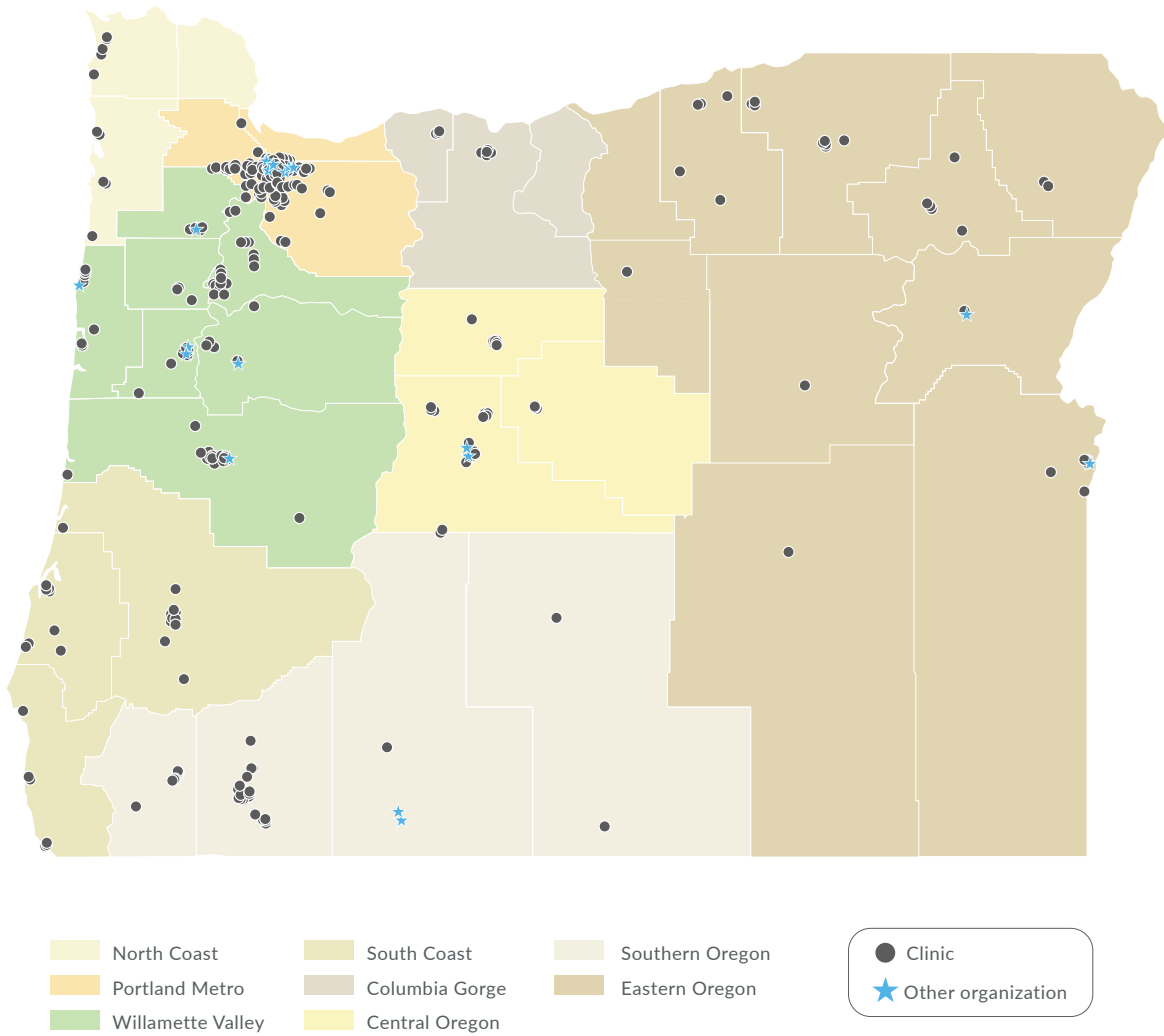 North Coast
Portland Metro
Willamette Valley
South Coast
Columbia Gorge
Central Oregon
Southern Oregon
Eastern Oregon
Clinic
Other organization